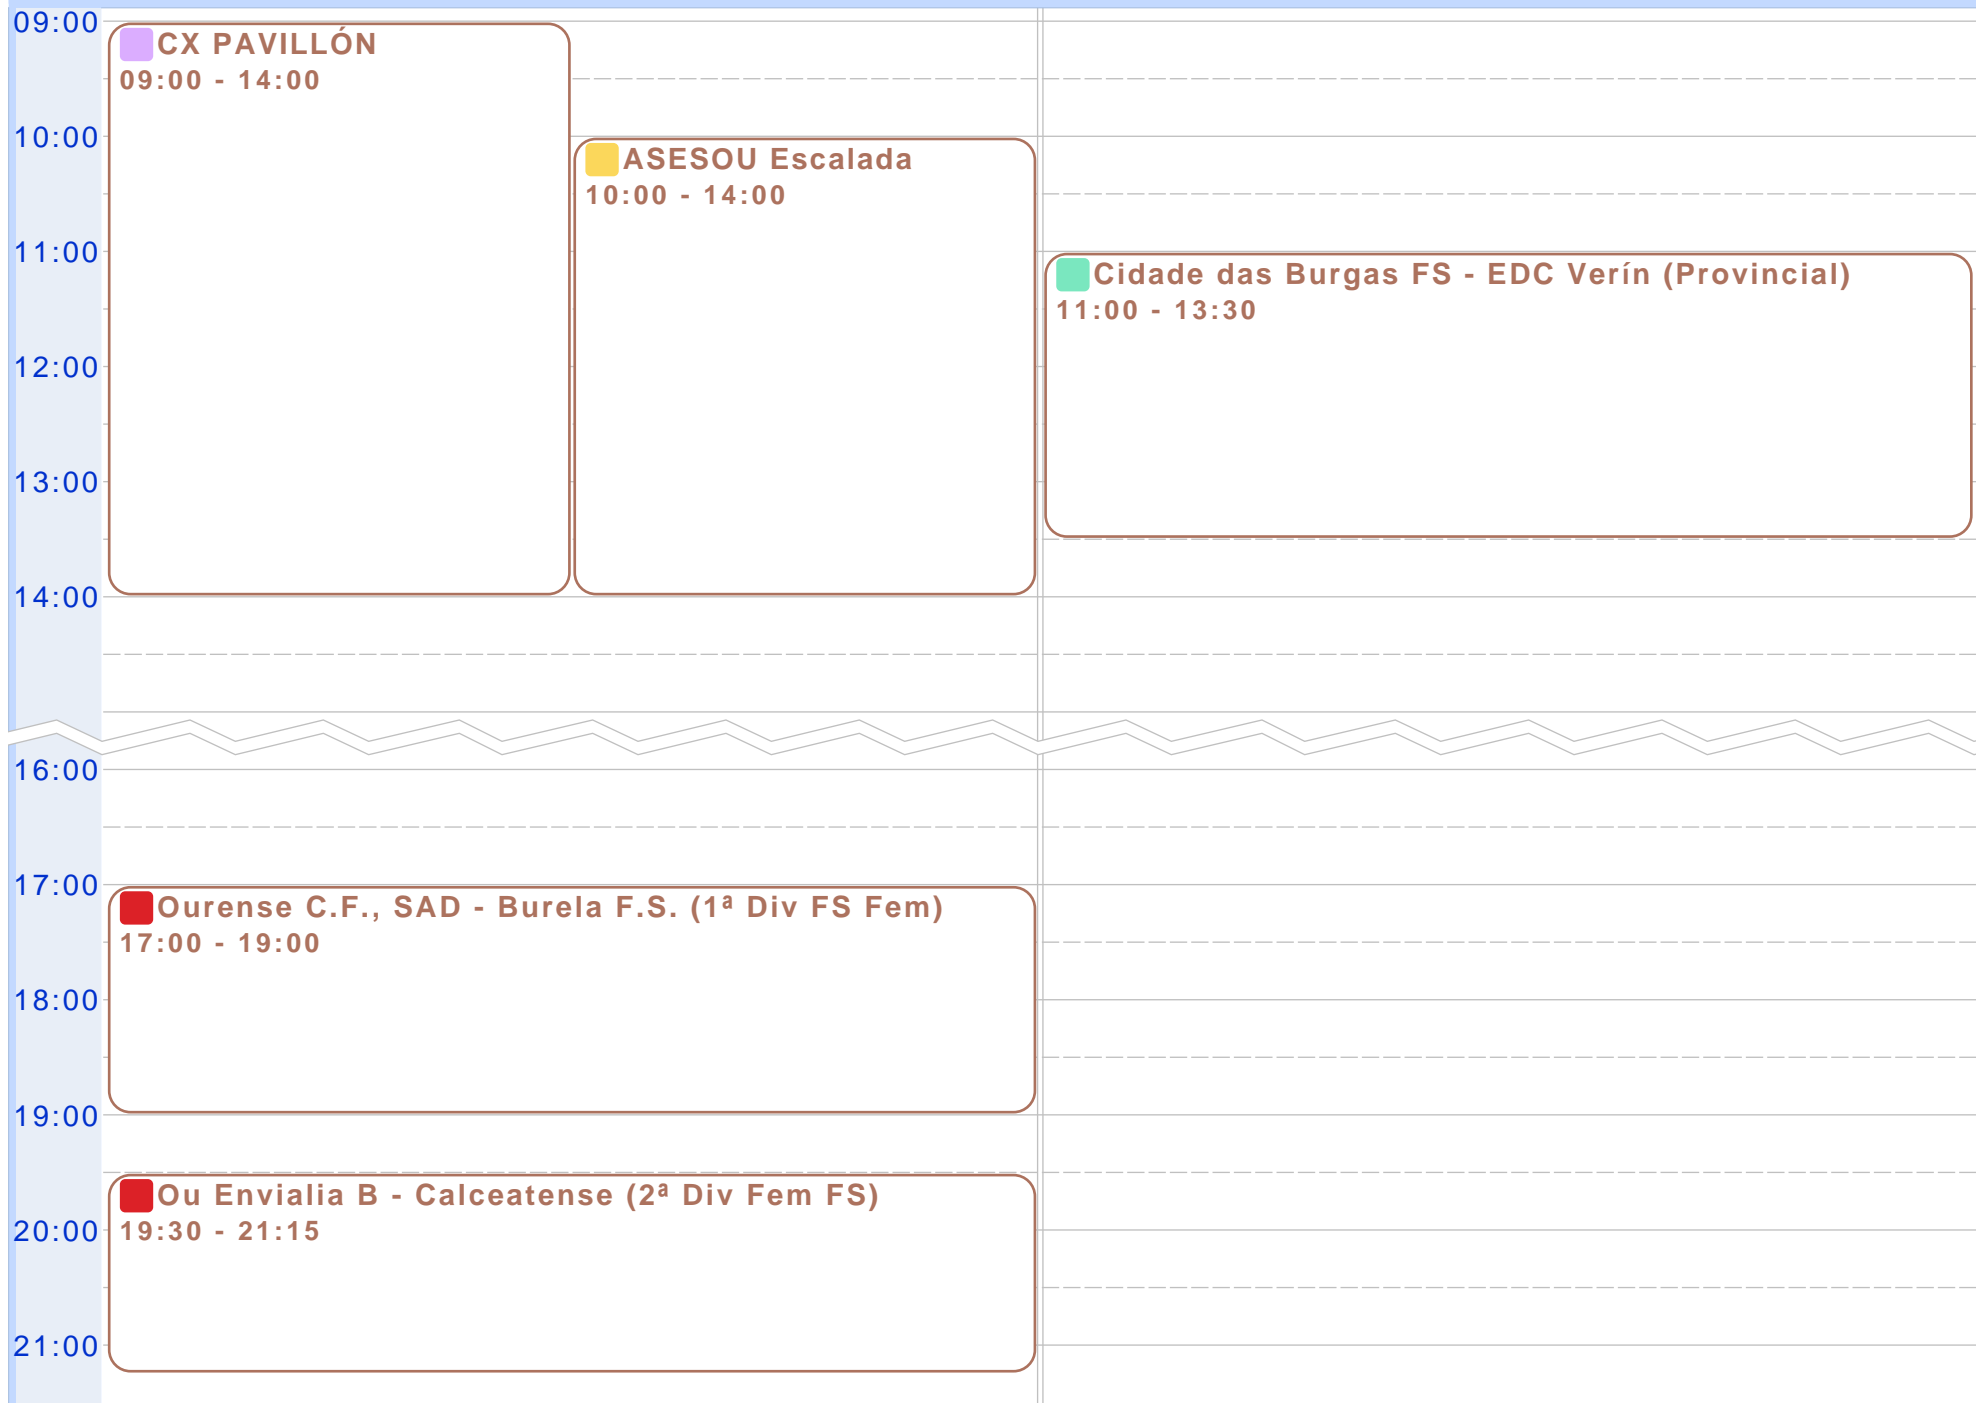 09:00
CX PAVILLÓN
09:00 - 14:00
10:00
ASESOU Escalada
10:00 - 14:00
11:00
Cidade das Burgas FS - EDC Verín (Provincial)
11:00 - 13:30
12:00
13:00
14:00
16:00
17:00
Ourense C.F., SAD - Burela F.S. (1ª Div FS Fem)
17:00 - 19:00
18:00
19:00
Ou Envialia B - Calceatense (2ª Div Fem FS)
19:30 - 21:15
20:00
21:00